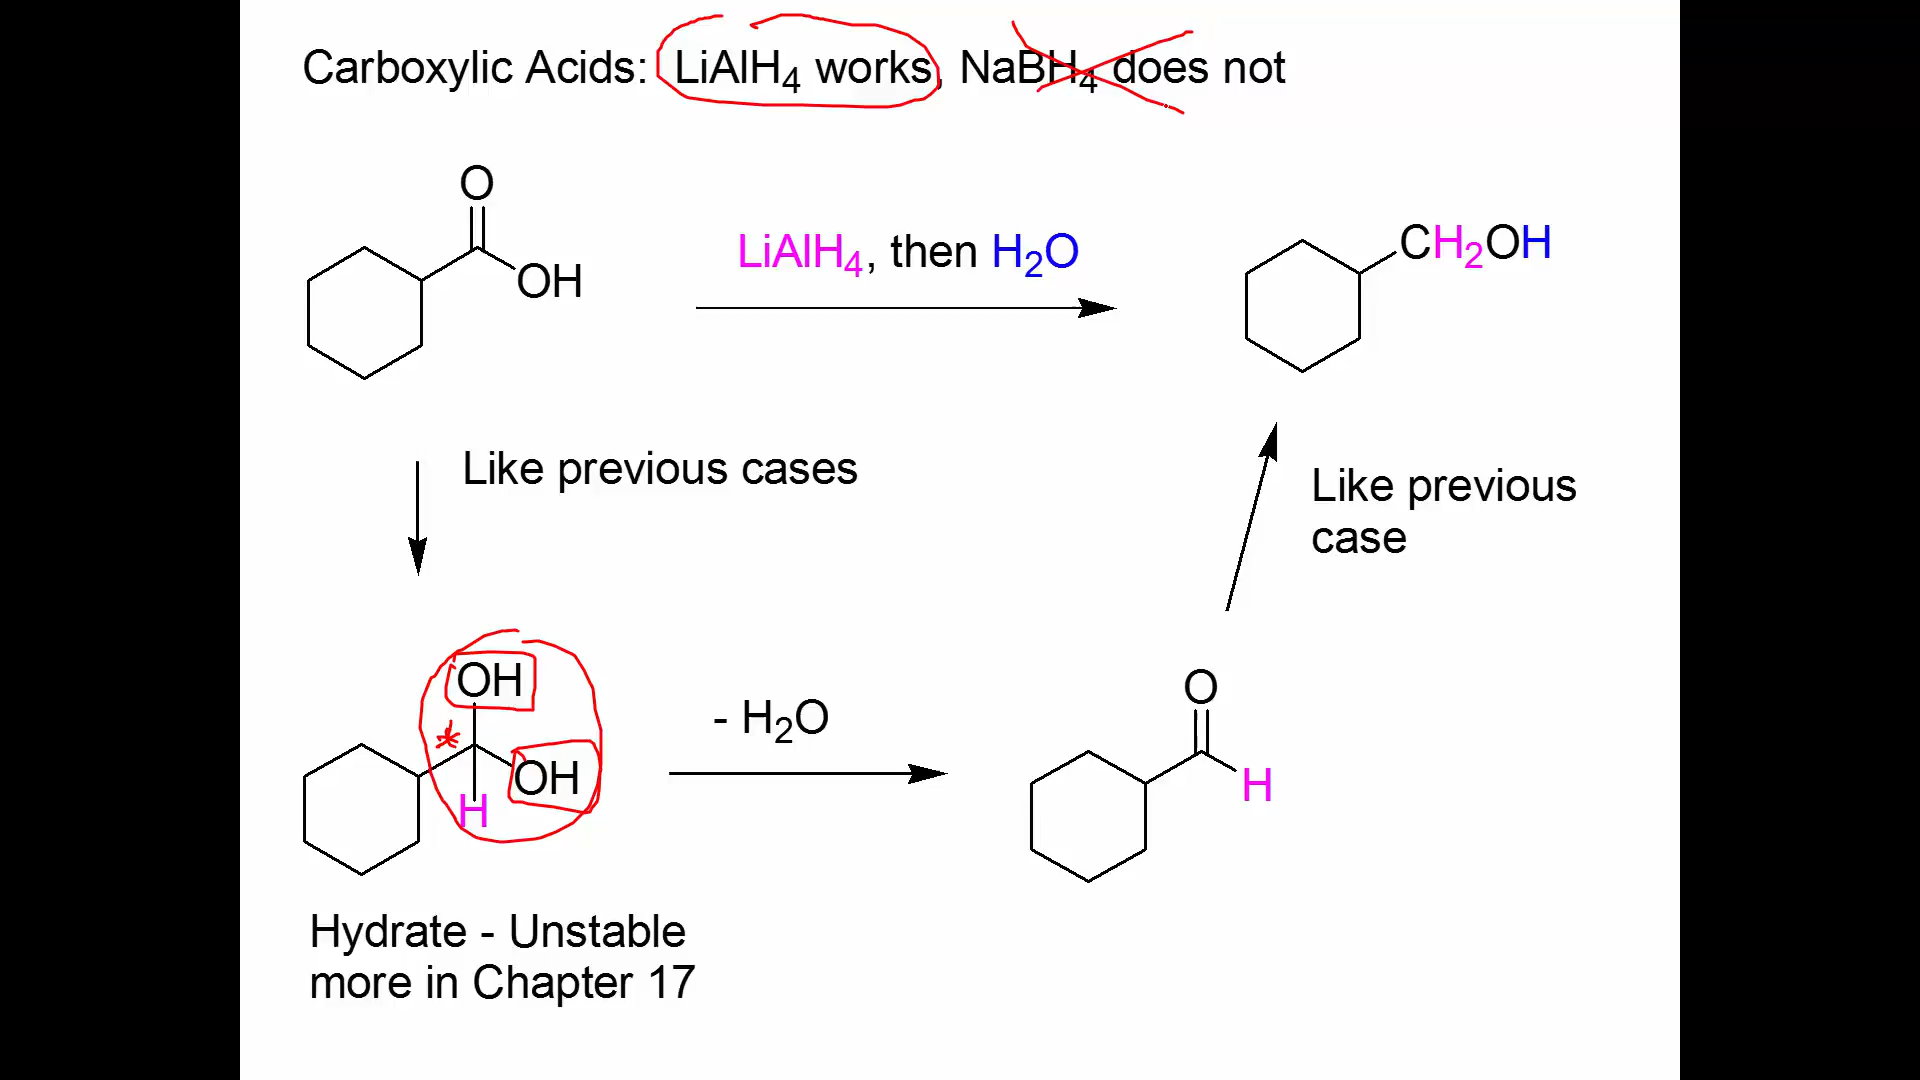 Carboxylic Acids: LiAlH4 works, NaBH4 does not
O
OH
LiAlH4, then H2O
CH2OH
Like previous cases
Like previous
case
OH
OH
H
- H2O
O
H
Hydrate - Unstable
more in Chapter 17